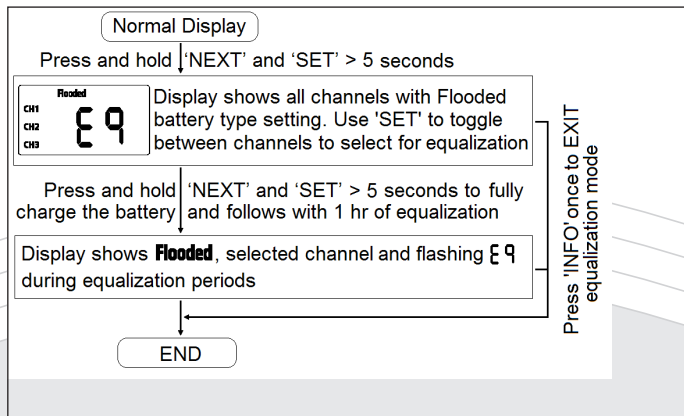 Normal Display
Press and hold 'NEXT' and 'SET' > 5 seconds
Flooded
CH1
CH2
CH3
E9
Display shows all channels with Flooded
battery type setting. Use 'SET' to toggle
between channels to select for equalization
Press and hold 'NEXT' and 'SET' > 5 seconds to fully
charge the battery and follows with 1 hr of equalization
Display shows Flooded, selected channel and flashing E9
during equalization periods
END
Press 'INFO' once to EXIT
equalization mode